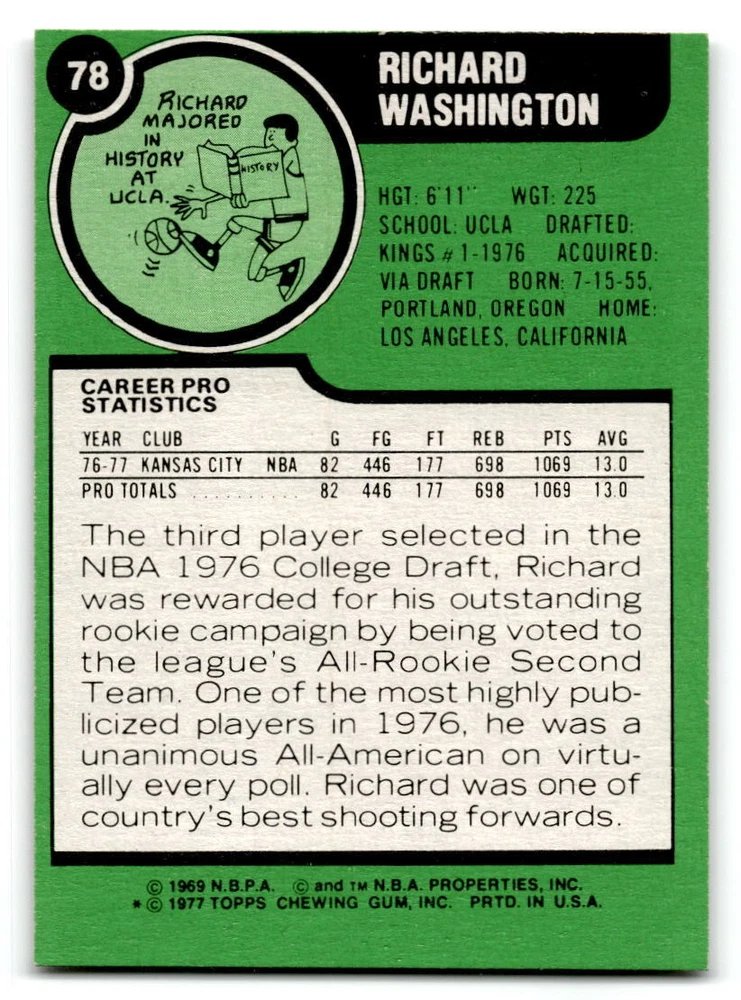 78
RICHARD
WASHINGTON
RICHARD
MAJORED
IN
HISTORY
AT
UCLA.
HISTORY
HGT: 6'11" WGT: 225
SCHOOL: UCLA DRAFTED:
KINGS #1-1976 ACQUIRED:
VIA DRAFT BORN: 7-15-55,
PORTLAND, OREGON HOME:
LOS ANGELES, CALIFORNIA
CAREER PRO
STATISTICS
YEAR CLUB G FG FT REB PTS AVG
76-77 KANSAS CITY NBA 82 446 177 698 1069 13.0
PRO TOTALS .......... 82 446 177 698 1069 13.0
The third player selected in the
NBA 1976 College Draft, Richard
was rewarded for his outstanding
rookie campaign by being voted to
the league's All-Rookie Second
Team. One of the most highly pub-
licized players in 1976, he was a
unanimous All-American on virtu-
ally every poll. Richard was one of
country's best shooting forwards.
© 1969 N.B.P.A. © and TM N.B.A. PROPERTIES, INC.
*© 1977 TOPPS CHEWING GUM, INC. PRTD. IN U.S.A.